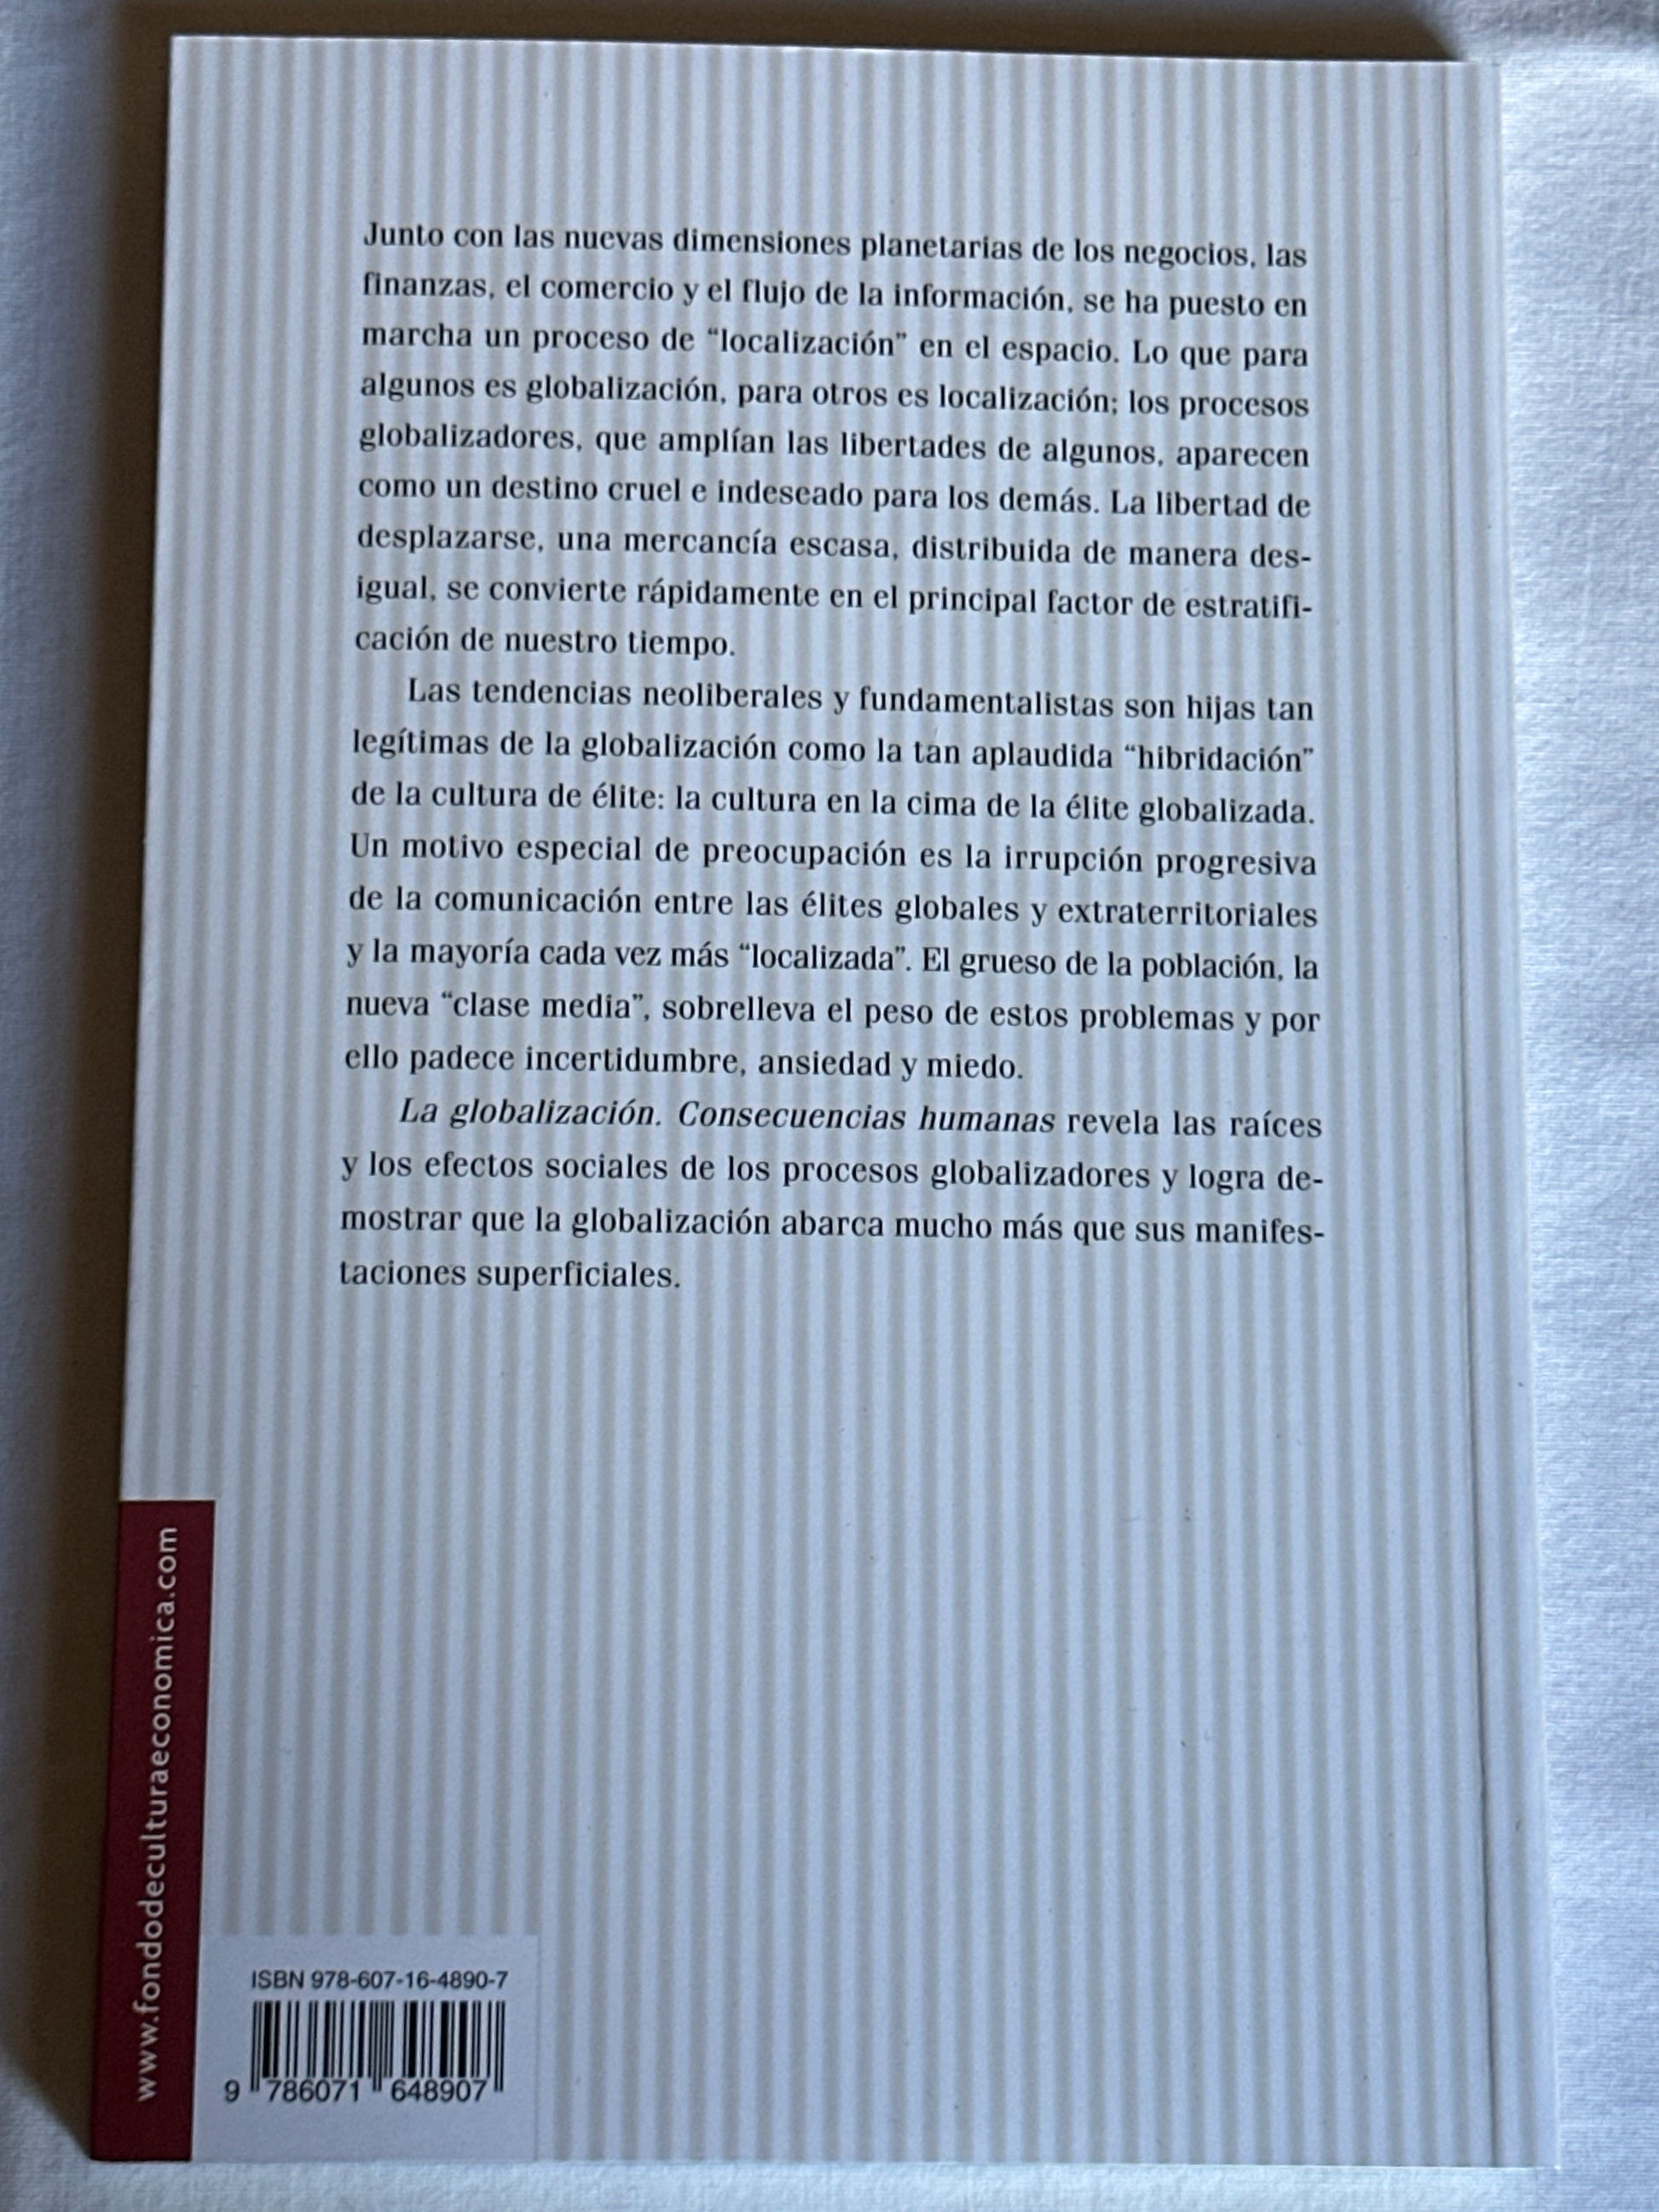 Junto con las nuevas dimensiones planetarias de los negocios, las
finanzas, el comercio y el flujo de la información, se ha puesto en
marcha un proceso de “localización” en el espacio. Lo que para
algunos es globalización, para otros es localización; los procesos
globalizadores, que amplían las libertades de algunos, aparecen
como un destino cruel e indeseado para los demás. La libertad de
desplazarse, una mercancía escasa, distribuida de manera des-
igual, se convierte rápidamente en el principal factor de estratifi-
cación de nuestro tiempo.
Las tendencias neoliberales y fundamentalistas son hijas tan
legítimas de la globalización como la tan aplaudida “hibridación”
de la cultura de élite: la cultura en la cima de la élite globalizada.
Un motivo especial de preocupación es la irrupción progresiva
de la comunicación entre las élites globales y extraterritoriales
y la mayoría cada vez más “localizada”. El grueso de la población, la
nueva “clase media”, sobrelleva el peso de estos problemas y por
ello padece incertidumbre, ansiedad y miedo.
La globalización. Consecuencias humanas revela las raíces
y los efectos sociales de los procesos globalizadores y logra de-
mostrar que la globalización abarca mucho más que sus manifes-
taciones superficiales.
www.fondodeculturaeconomica.com
ISBN 978-607-16-4890-7
9 786071 648907